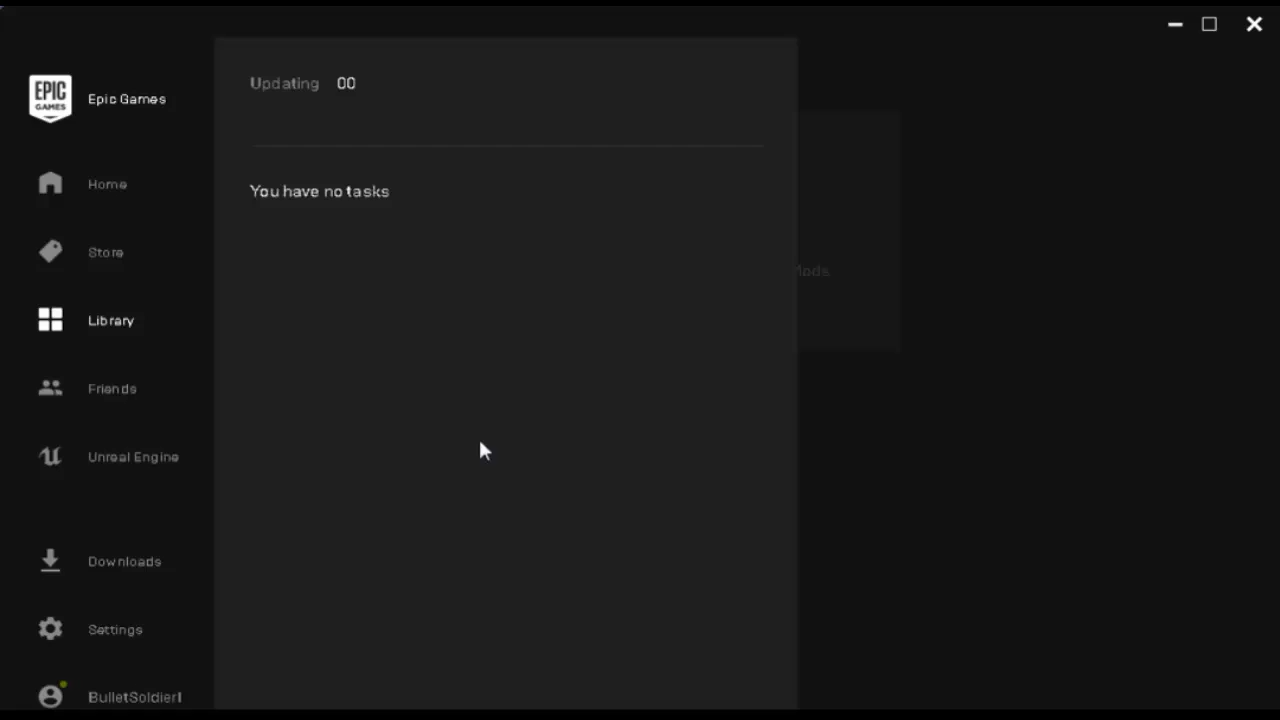 Updating 00
EPIC
GAMES
Epic Games
Home
You have no tasks
Store
Mods
Library
Friends
Unreal Engine
Downloads
Settings
BulletSoldier1